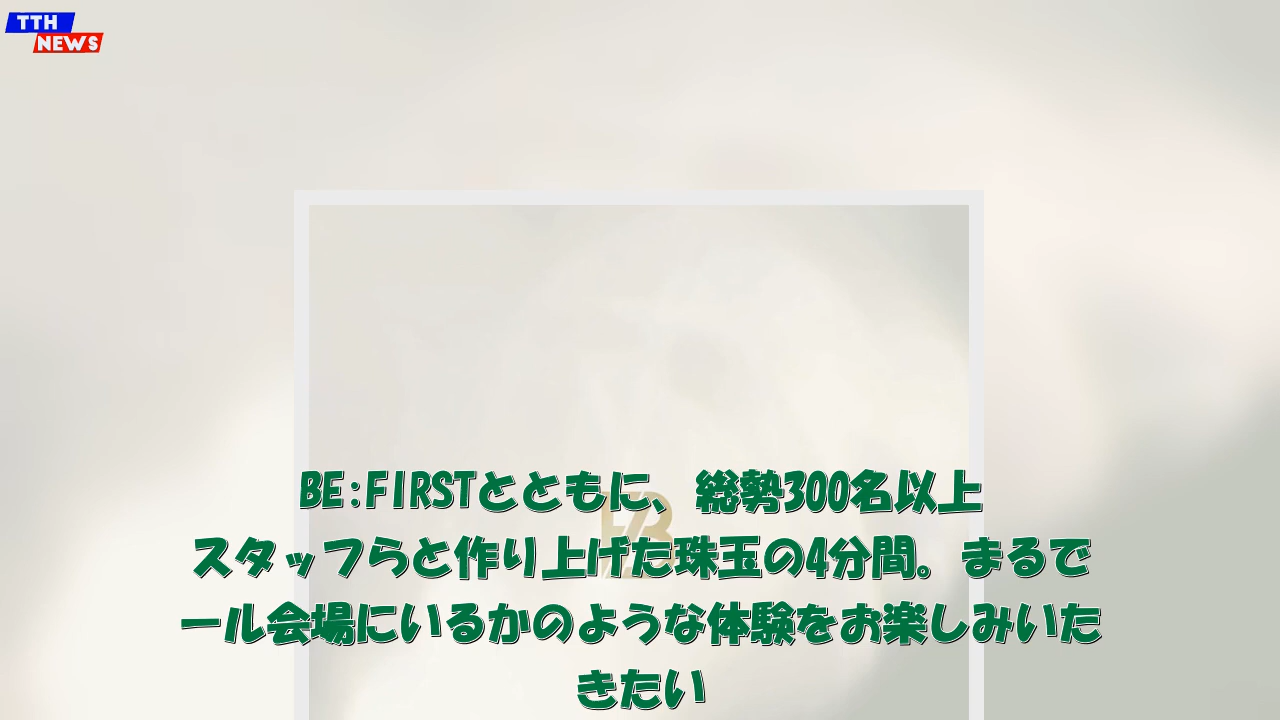 TTH
NEWS
BE:FIRSTとともに、総勢300名以上
スタッフらと作り上げた珠玉の4分間。まるで
ール会場にいるかのような体験をお楽しみいた
きたい